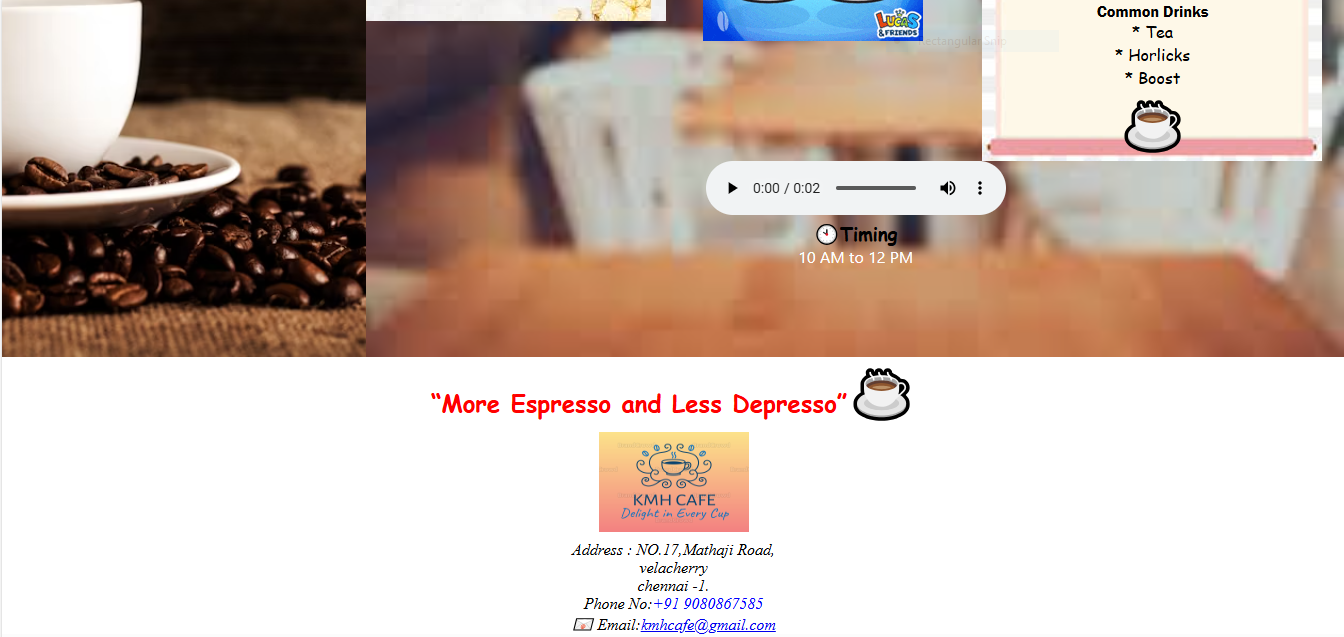 LUCAS
& FRIENDS
Rectangular Snip
Common Drinks
* Tea
* Horlicks
* Boost
0:00 / 0:02
Timing
10 AM to 12 PM
“More Espresso and Less Depresso”
KMH CAFE
Delight in Every Cup
Address : NO.17,Mathaji Road,
velacherry
chennai -1.
Phone No:+91 9080867585
Email:kmhcafe@gmail.com